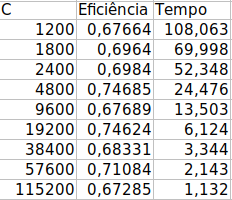 C Eficiência Tempo
1200 0,67664 108,063
1800 0,6964 69,998
2400 0,6984 52,348
4800 0,74685 24,476
9600 0,67689 13,503
19200 0,74624 6,124
38400 0,68331 3,344
57600 0,71084 2,143
115200 0,67285 1,132